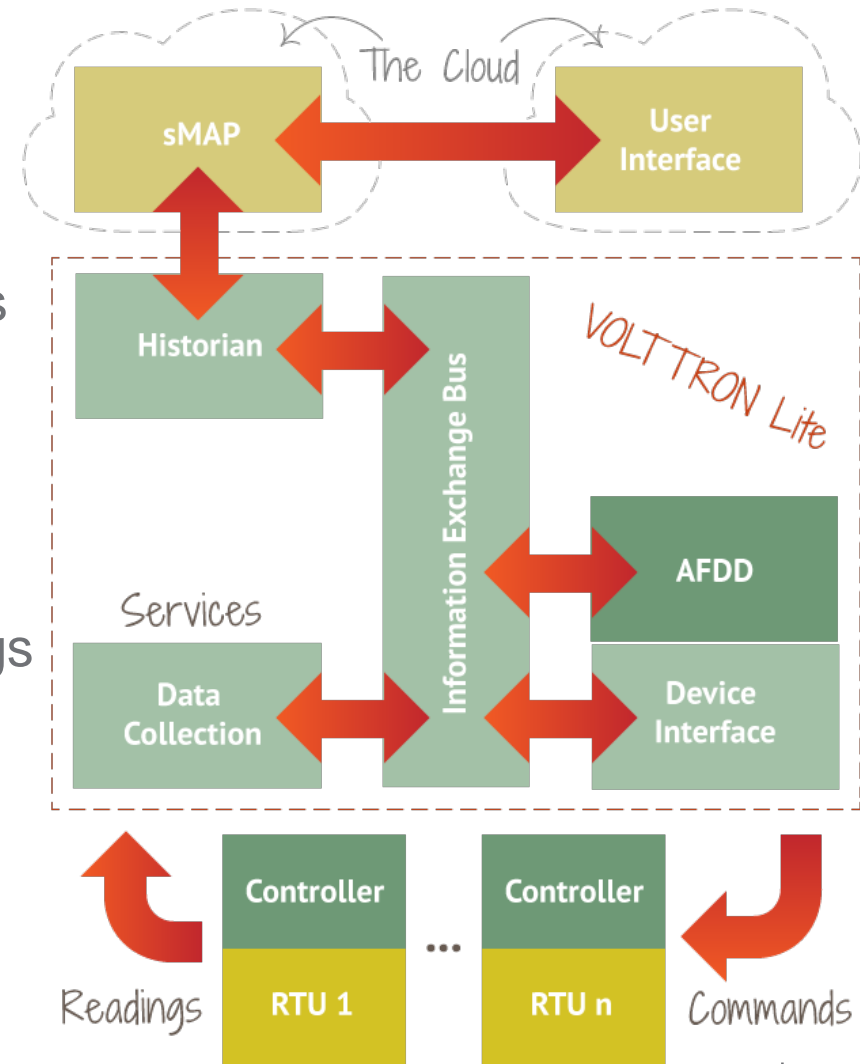 The Cloud
sMAP
User
Interface
s
Historian
Information Exchange Bus
VOLTTRON Lite
AFDD
Services
gs
Data
Collection
Device
Interface
Controller
Controller
...
RTU 1
RTU n
Readings
Commands